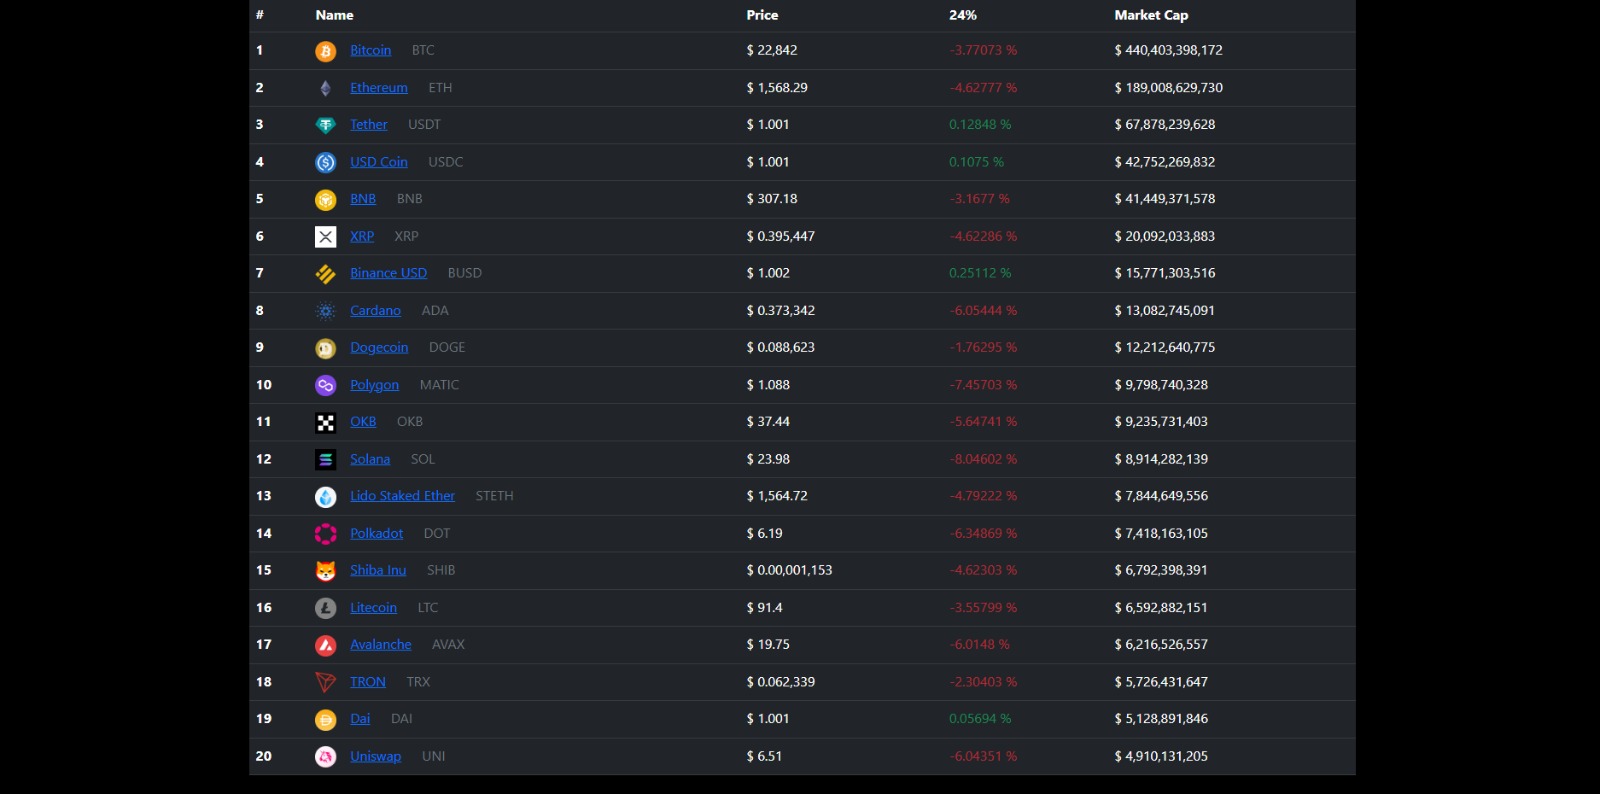 # Name Price 24% Market Cap
1 Bitcoin BTC $ 22,842 -3.77073 % $ 440,403,398,172
2 Ethereum ETH $ 1,568.29 -4.62777 % $ 189,008,629,730
3 Tether USDT $ 1.001 0.12848 % $ 67,878,239,628
4 USD Coin USDC $ 1.001 0.1075 % $ 42,752,269,832
5 BNB BNB $ 307.18 -3.1677 % $ 41,449,371,578
6 XRP XRP $ 0.395,447 -4.62286 % $ 20,092,033,883
7 Binance USD BUSD $ 1.002 0.25112 % $ 15,771,303,516
8 Cardano ADA $ 0.373,342 -6.05444 % $ 13,082,745,091
9 Dogecoin DOGE $ 0.088,623 -1.76295 % $ 12,212,640,775
10 Polygon MATIC $ 1.088 -7.45703 % $ 9,798,740,328
11 OKB OKB $ 37.44 -5.64741 % $ 9,235,731,403
12 Solana SOL $ 23.98 -8.04602 % $ 8,914,282,139
13 Lido Staked Ether STETH $ 1,564.72 -4.79222 % $ 7,844,649,556
14 Polkadot DOT $ 6.19 -6.34869 % $ 7,418,163,105
15 Shiba Inu SHIB $ 0.00,001,153 -4.62303 % $ 6,792,398,391
16 Litecoin LTC $ 91.4 -3.55799 % $ 6,592,882,151
17 Avalanche AVAX $ 19.75 -6.0148 % $ 6,216,526,557
18 TRON TRX $ 0.062,339 -2.30403 % $ 5,726,431,647
19 Dai DAI $ 1.001 0.05694 % $ 5,128,891,846
20 Uniswap UNI $ 6.51 -6.04351 % $ 4,910,131,205